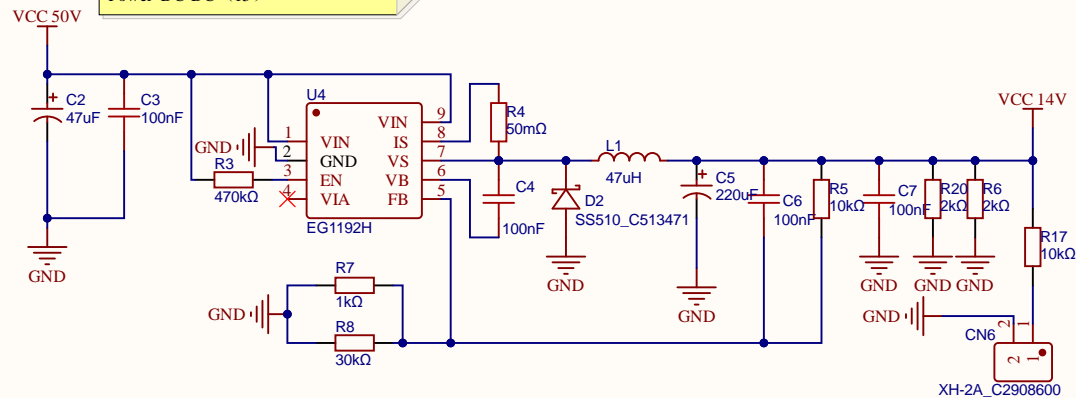 VCC 50V
C2
47uF
C3
100nF
U4
EG1192H
1
VIN
2
GND
3
EN
4
VIA
VIN
9
IS
8
VS
7
VB
6
FB
5
GND
R3
470kΩ
R4
50mΩ
C4
100nF
D2
SS510_C513471
GND
L1
47uH
C5
220uF
GND
C6
100nF
R5
10kΩ
C7
100nF
GND
R20
2kΩ
GND
R6
2kΩ
GND
VCC 14V
R17
10kΩ
GND
GND
R7
1kΩ
R8
30kΩ
GND
CN6
2
1
2
1
XH-2A_C2908600